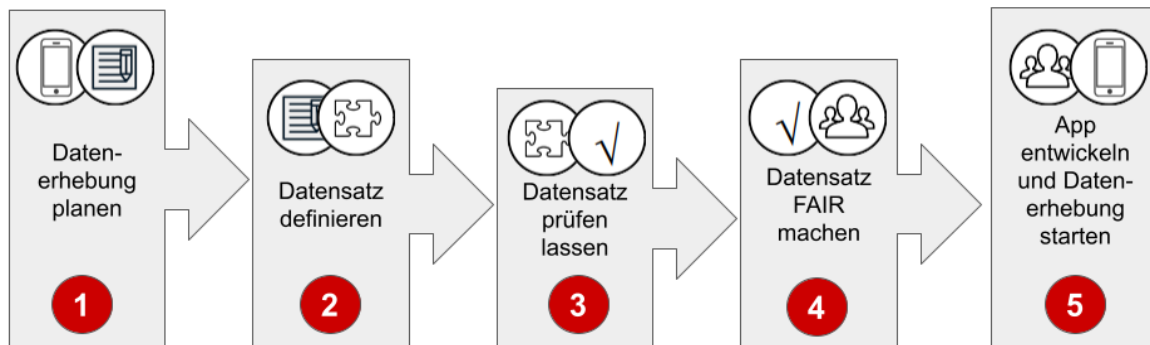 Daten-
erhebung
planen
1
Datensatz
definieren
2
√
Datensatz
prüfen
lassen
3
√
Datensatz
FAIR
machen
4
App
entwickeln
und Daten-
erhebung
starten
5